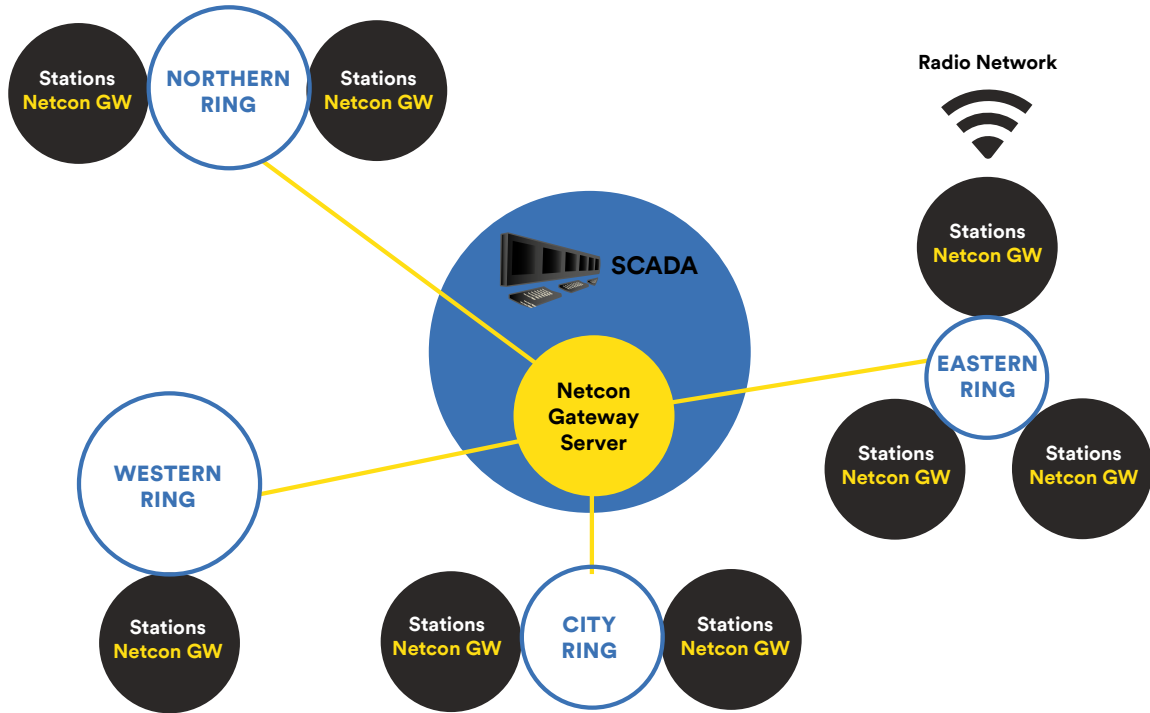 Stations
Netcon GW
NORTHERN
RING
Stations
Netcon GW
Radio Network
Stations
Netcon GW
SCADA
EASTERN
RING
Netcon
Gateway
Server
Stations
Netcon GW
Stations
Netcon GW
WESTERN
RING
Stations
Netcon GW
Stations
Netcon GW
CITY
RING
Stations
Netcon GW